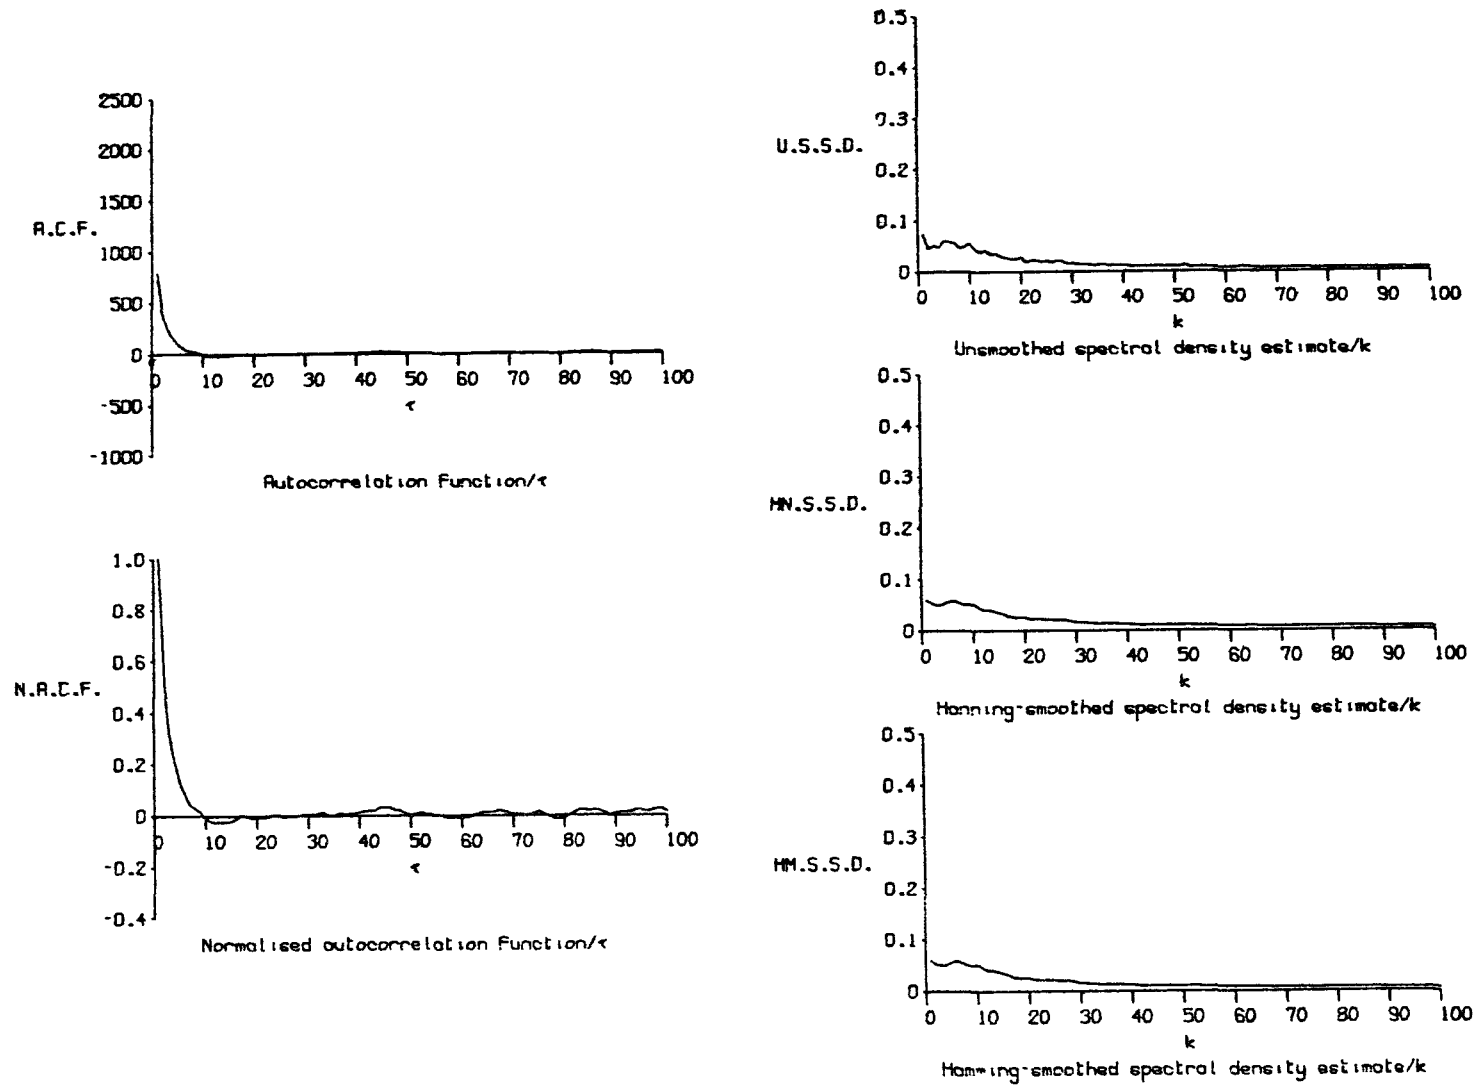 2500
2000
1500
A.C.F.
1000
500
0
0 10 20 30 40 50 60 70 80 90 100
τ
-500
-1000
Autocorrelation Function/τ
1.0
0.8
0.6
N.A.C.F.
0.4
0.2
0
0 10 20 30 40 50 60 70 80 90 100
τ
-0.2
-0.4
Normalised autocorrelation Function/τ
0.5
0.4
0.3
U.S.S.D.
0.2
0.1
0
0 10 20 30 40 50 60 70 80 90 100
k
Unsmoothed spectral density estimate/k
0.5
0.4
0.3
HN.S.S.D.
0.2
0.1
0
0 10 20 30 40 50 60 70 80 90 100
k
Hanning-smoothed spectral density estimate/k
0.5
0.4
0.3
HM.S.S.D.
0.2
0.1
0
0 10 20 30 40 50 60 70 80 90 100
k
Hamming-smoothed spectral density estimate/k